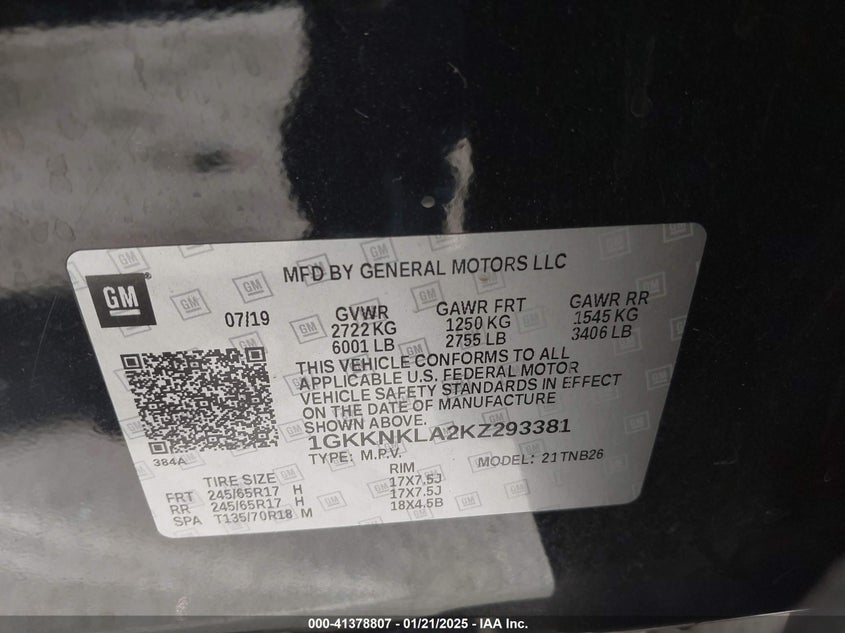 MFD BY GENERAL MOTORS LLC
GM
07/19
GVWR
2722 KG
6001 LB
GAWR FRT
1250 KG
2755 LB
GAWR RR
1545 KG
3406 LB
THIS VEHICLE CONFORMS TO ALL
APPLICABLE U.S. FEDERAL MOTOR
VEHICLE SAFETY STANDARDS IN EFFECT
ON THE DATE OF MANUFACTURE
SHOWN ABOVE.
1GKKNKLA2KZ293381
TYPE: M.P.V. MODEL: 21TNB26
384A
TIRE SIZE RIM
FRT 245/65R17 H 17X7.5J
RR 245/65R17 H 17X7.5J
SPA T135/70R18 M 18X4.5B
000-41378807 - 01/21/2025 - IAA Inc.